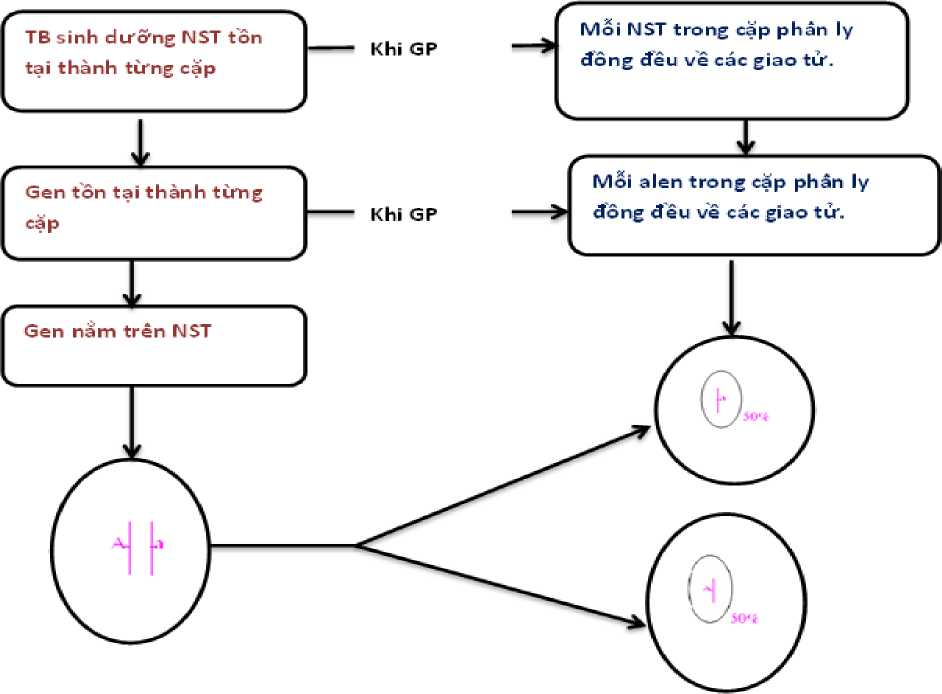 TB sinh dưỡng NST tồn
tại thành từng cặp
Khi GP
Mỗi NST trong cặp phân ly
đồng đều về các giao tử.
Gen tồn tại thành từng
cặp
Khi GP
Mỗi alen trong cặp phân ly
đồng đều về các giao tử.
Gen nằm trên NST
a
50%
A a
A
50%